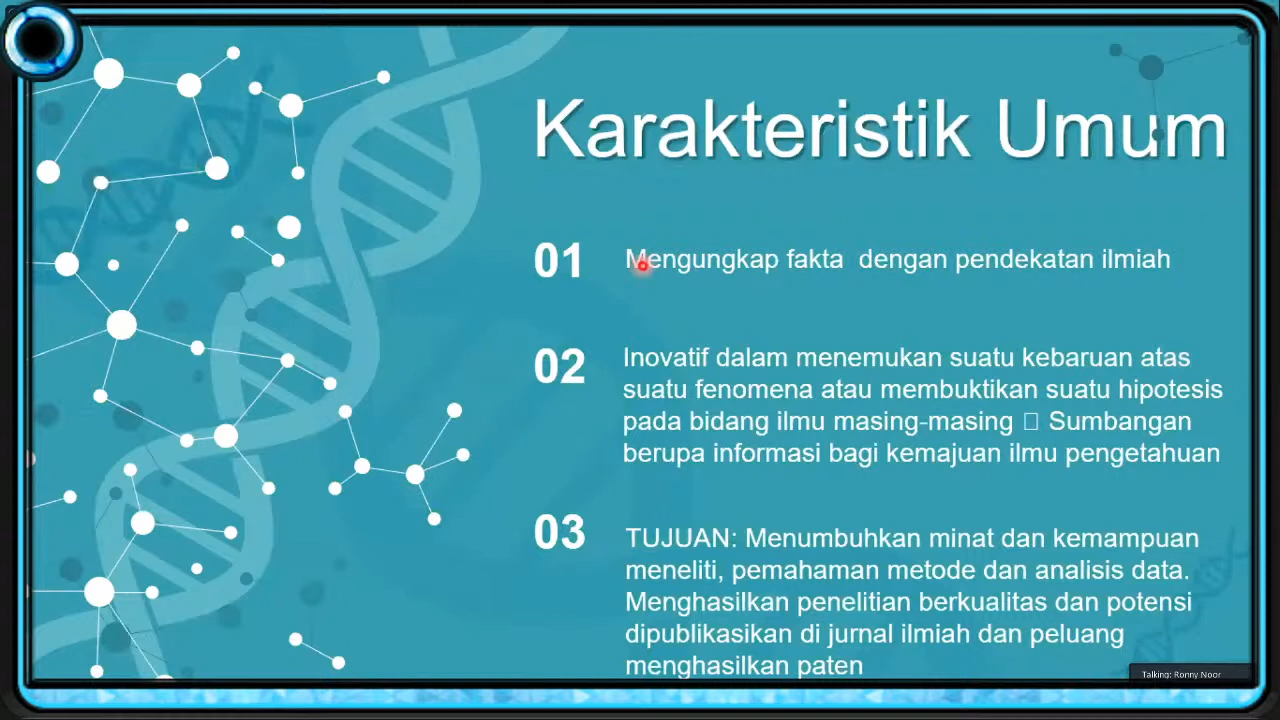 Karakteristik Umum
01
Mengungkap fakta dengan pendekatan ilmiah
02
Inovatif dalam menemukan suatu kebaruan atas
suatu fenomena atau membuktikan suatu hipotesis
pada bidang ilmu masing-masing Sumbangan
berupa informasi bagi kemajuan ilmu pengetahuan
03
TUJUAN: Menumbuhkan minat dan kemampuan
meneliti, pemahaman metode dan analisis data.
Menghasilkan penelitian berkualitas dan potensi
dipublikasikan di jurnal ilmiah dan peluang
menghasilkan paten
Talking: Ronny Noor